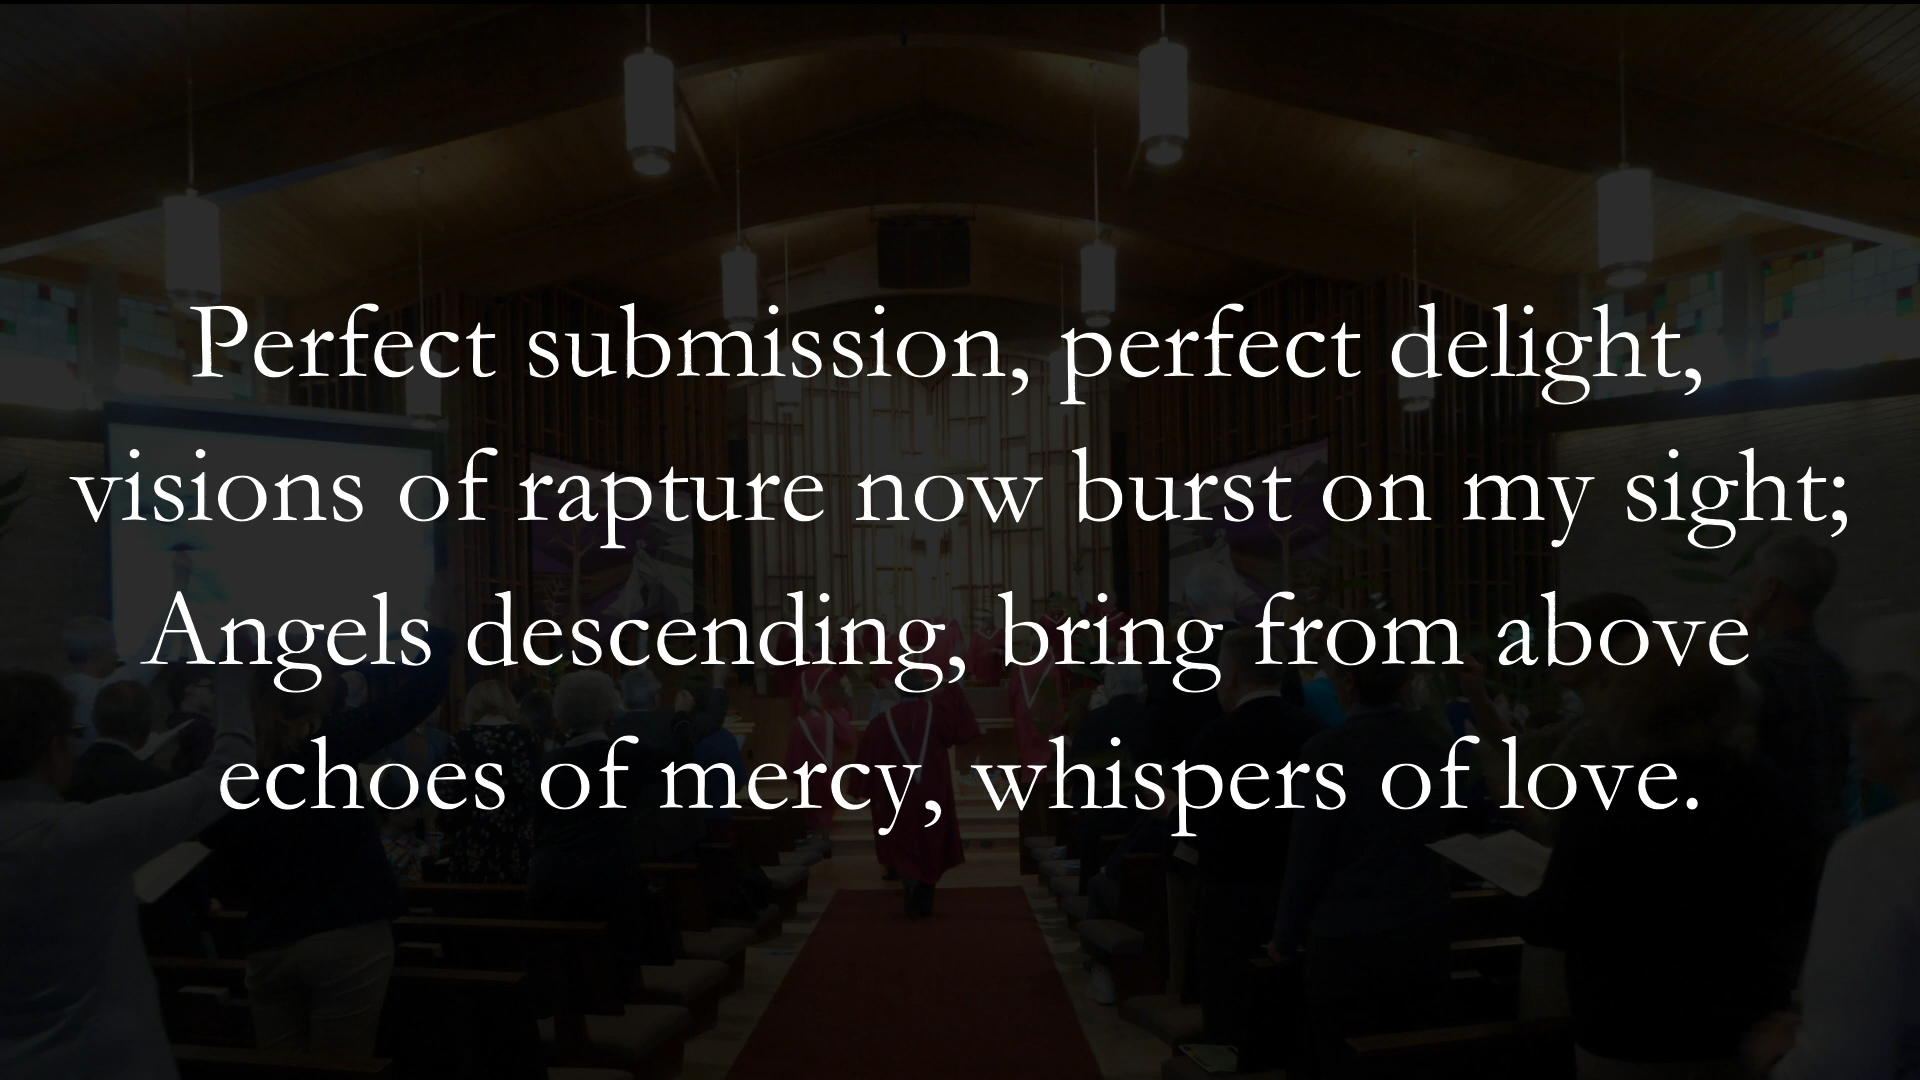 Perfect submission, perfect delight,
visions of rapture now burst on my sight;
Angels descending, bring from above
echoes of mercy, whispers of love.